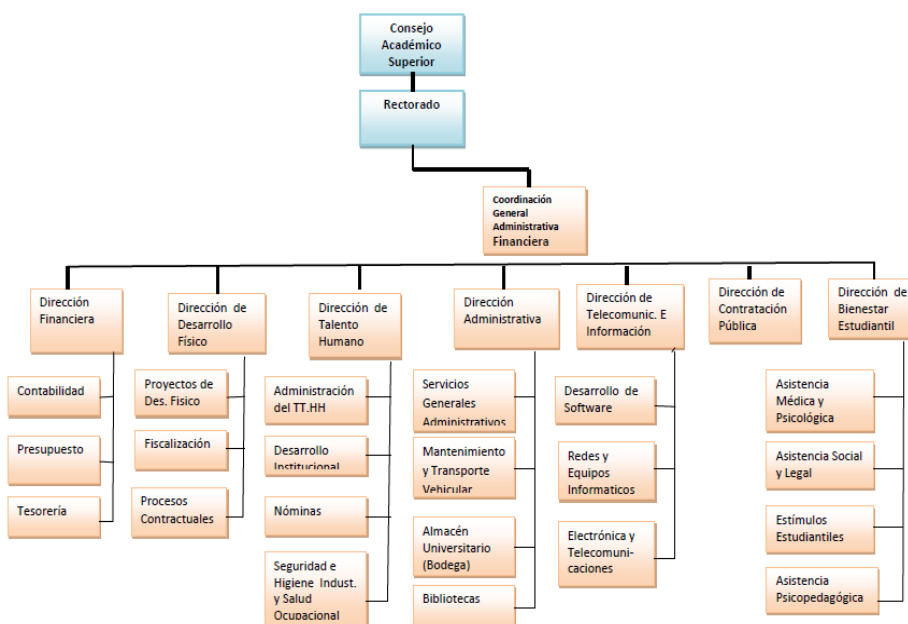 Consejo
Académico
Superior
Rectorado
Coordinación
General
Administrativa
Financiera
Dirección
Financiera
Contabilidad
Presupuesto
Tesorería
Dirección de
Desarrollo
Físico
Proyectos de
Des. Fisico
Fiscalización
Procesos
Contractuales
Dirección de
Talento
Humano
Administración
del TT.HH
Desarrollo
Institucional
Nóminas
Seguridad e
Higiene Indust.
y Salud
Ocupacional
Dirección
Administrativa
Servicios
Generales
Administrativos
Mantenimiento
y Transporte
Vehicular
Almacén
Universitario
(Bodega)
Bibliotecas
Dirección de
Telecomunic. E
Información
Desarrollo de
Software
Redes y
Equipos
Informaticos
Electrónica y
Telecomuni-
caciones
Dirección de
Contratación
Pública
Dirección de
Bienestar
Estudiantil
Asistencia
Médica y
Psicológica
Asistencia Social
y Legal
Estímulos
Estudiantiles
Asistencia
Psicopedagógica